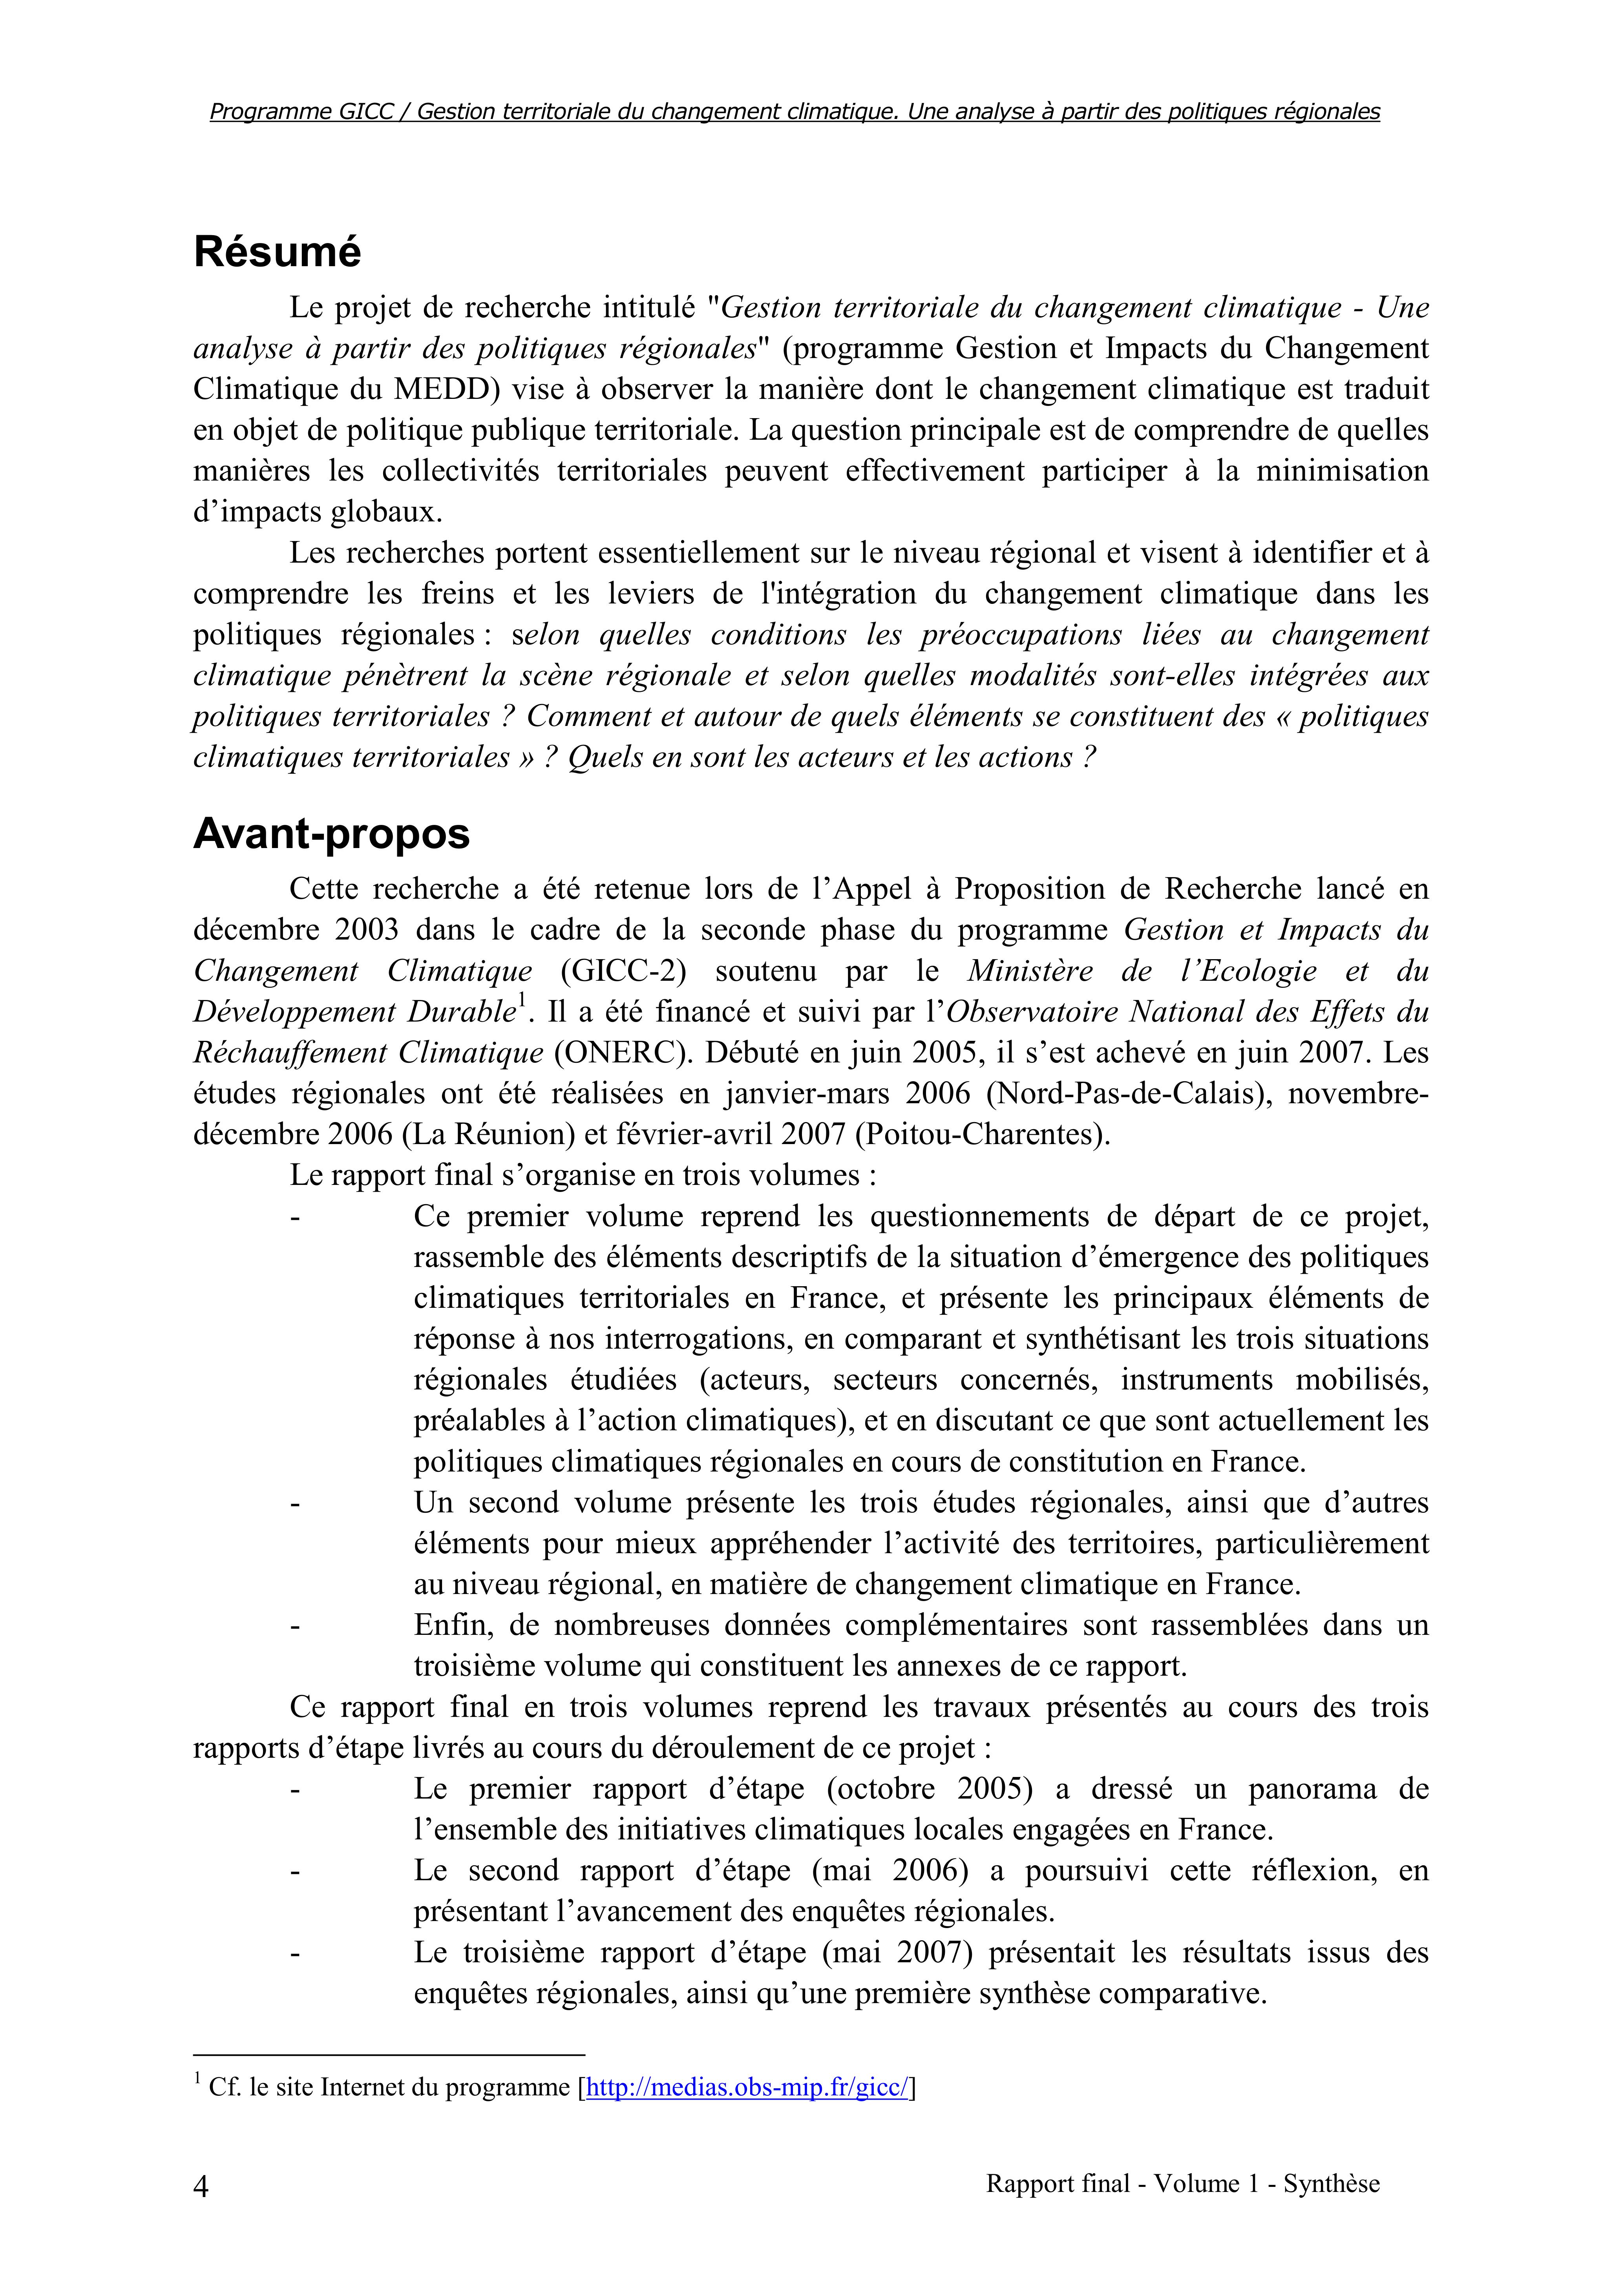 Programme GICC / Gestion territoriale du changement climatique. Une analyse à partir des politiques régionales
Résumé
Le projet de recherche intitulé "Gestion territoriale du changement climatique - Une
analyse à partir des politiques régionales" (programme Gestion et Impacts du Changement
Climatique du MEDD) vise à observer la manière dont le changement climatique est traduit
en objet de politique publique territoriale. La question principale est de comprendre de quelles
manières les collectivités territoriales peuvent effectivement participer à la minimisation
d’impacts globaux.
Les recherches portent essentiellement sur le niveau régional et visent à identifier et à
comprendre les freins et les leviers de l'intégration du changement climatique dans les
politiques régionales : selon quelles conditions les préoccupations liées au changement
climatique pénètrent la scène régionale et selon quelles modalités sont-elles intégrées aux
politiques territoriales ? Comment et autour de quels éléments se constituent des « politiques
climatiques territoriales » ? Quels en sont les acteurs et les actions ?
Avant-propos
Cette recherche a été retenue lors de l’Appel à Proposition de Recherche lancé en
décembre 2003 dans le cadre de la seconde phase du programme Gestion et Impacts du
Changement Climatique (GICC-2) soutenu par le Ministère de l’Ecologie et du
Développement Durable1. Il a été financé et suivi par l’Observatoire National des Effets du
Réchauffement Climatique (ONERC). Débuté en juin 2005, il s’est achevé en juin 2007. Les
études régionales ont été réalisées en janvier-mars 2006 (Nord-Pas-de-Calais), novembre-
décembre 2006 (La Réunion) et février-avril 2007 (Poitou-Charentes).
Le rapport final s’organise en trois volumes :
- Ce premier volume reprend les questionnements de départ de ce projet,
rassemble des éléments descriptifs de la situation d’émergence des politiques
climatiques territoriales en France, et présente les principaux éléments de
réponse à nos interrogations, en comparant et synthétisant les trois situations
régionales étudiées (acteurs, secteurs concernés, instruments mobilisés,
préalables à l’action climatiques), et en discutant ce que sont actuellement les
politiques climatiques régionales en cours de constitution en France.
- Un second volume présente les trois études régionales, ainsi que d’autres
éléments pour mieux appréhender l’activité des territoires, particulièrement
au niveau régional, en matière de changement climatique en France.
- Enfin, de nombreuses données complémentaires sont rassemblées dans un
troisième volume qui constituent les annexes de ce rapport.
Ce rapport final en trois volumes reprend les travaux présentés au cours des trois
rapports d’étape livrés au cours du déroulement de ce projet :
- Le premier rapport d’étape (octobre 2005) a dressé un panorama de
l’ensemble des initiatives climatiques locales engagées en France.
- Le second rapport d’étape (mai 2006) a poursuivi cette réflexion, en
présentant l’avancement des enquêtes régionales.
- Le troisième rapport d’étape (mai 2007) présentait les résultats issus des
enquêtes régionales, ainsi qu’une première synthèse comparative.
1 Cf. le site Internet du programme [http://medias.obs-mip.fr/gicc/]
4 Rapport final - Volume 1 - Synthèse